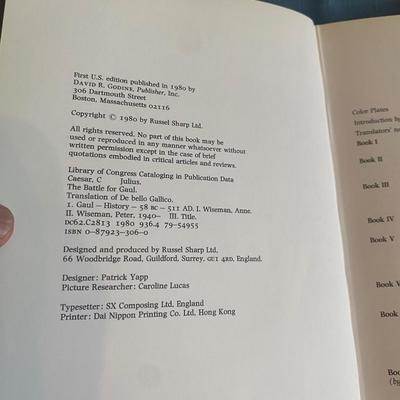 First U.S. edition published in 1980 by
DAVID R. GODINE, Publisher, Inc.
306 Dartmouth Street
Boston, Massachusetts 02116
Copyright © 1980 by Russel Sharp Ltd.
All rights reserved. No part of this book may be
used or reproduced in any manner whatsoever without
written permission except in the case of brief
quotations embodied in critical articles and reviews.
Library of Congress Cataloging in Publication Data
Caesar, C Julius.
The Battle for Gaul.
Translation of De bello Gallico.
1. Gaul – History – 58 BC – 511 AD. I. Wiseman, Anne.
II. Wiseman, Peter, 1940– III. Title.
DC62.C2813 1980 936.4 79-54955
ISBN 0-87923-306-0
Designed and produced by Russel Sharp Ltd.
66 Woodbridge Road, Guildford, Surrey, GU1 4RD, England.
Designer: Patrick Yapp
Picture Researcher: Caroline Lucas
Typesetter: SX Composing Ltd, England
Printer: Dai Nippon Printing Co. Ltd, Hong Kong
Color Plates
Introduction by
Translators'
Book I
Book II
Book III
Book IV
Book V
Book
Book